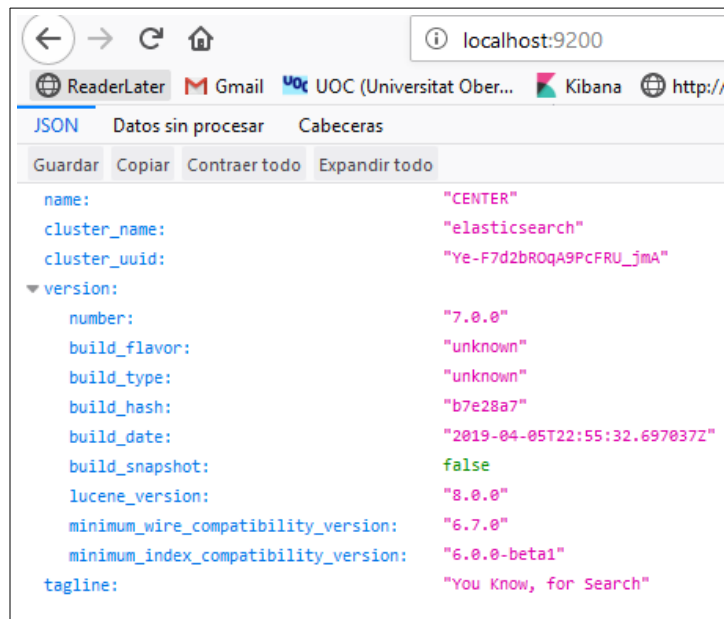 localhost:9200
ReaderLater Gmail UOC UOC (Universitat Ober... Kibana http:/
JSON Datos sin procesar Cabeceras
Guardar Copiar Contraer todo Expandir todo
name: "CENTER"
cluster_name: "elasticsearch"
cluster_uuid: "Ye-F7d2bROqA9PcFRU_jmA"
version:
number: "7.0.0"
build_flavor: "unknown"
build_type: "unknown"
build_hash: "b7e28a7"
build_date: "2019-04-05T22:55:32.697037Z"
build_snapshot: false
lucene_version: "8.0.0"
minimum_wire_compatibility_version: "6.7.0"
minimum_index_compatibility_version: "6.0.0-beta1"
tagline: "You Know, for Search"